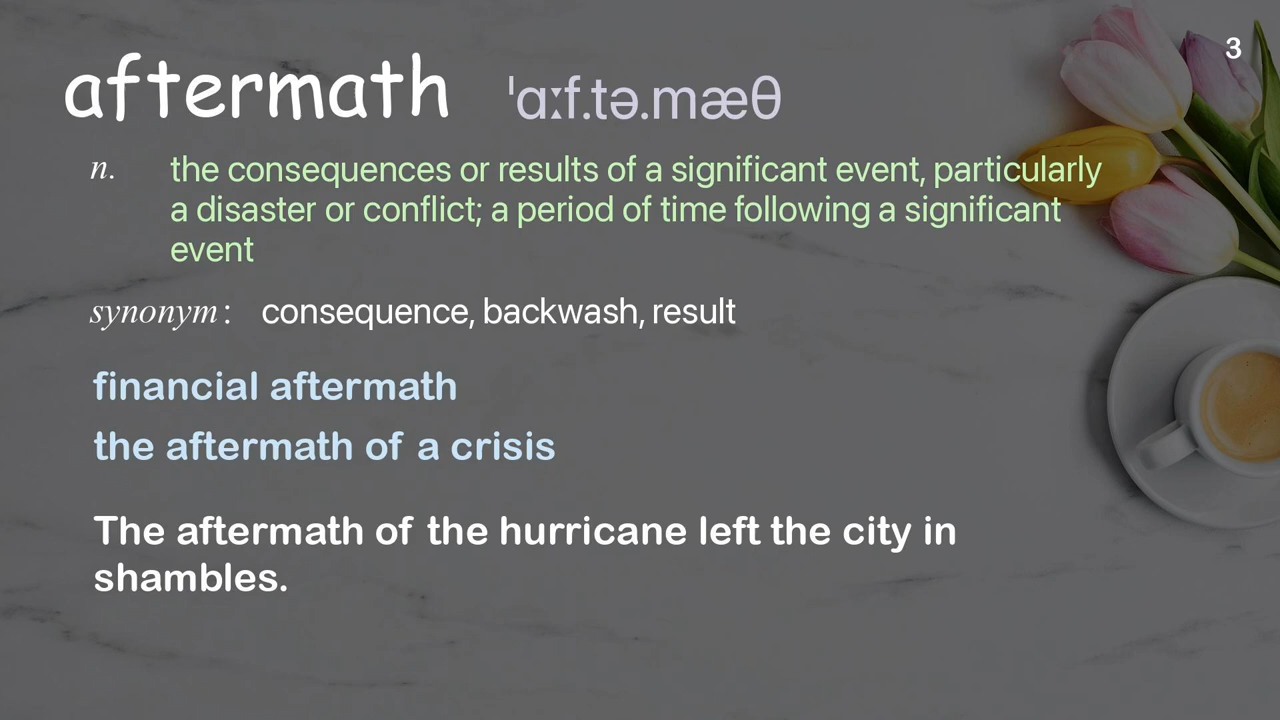 3
aftermath ˈɑːf.tə.mæθ
n. the consequences or results of a significant event, particularly
a disaster or conflict; a period of time following a significant
event
synonym: consequence, backwash, result
financial aftermath
the aftermath of a crisis
The aftermath of the hurricane left the city in
shambles.